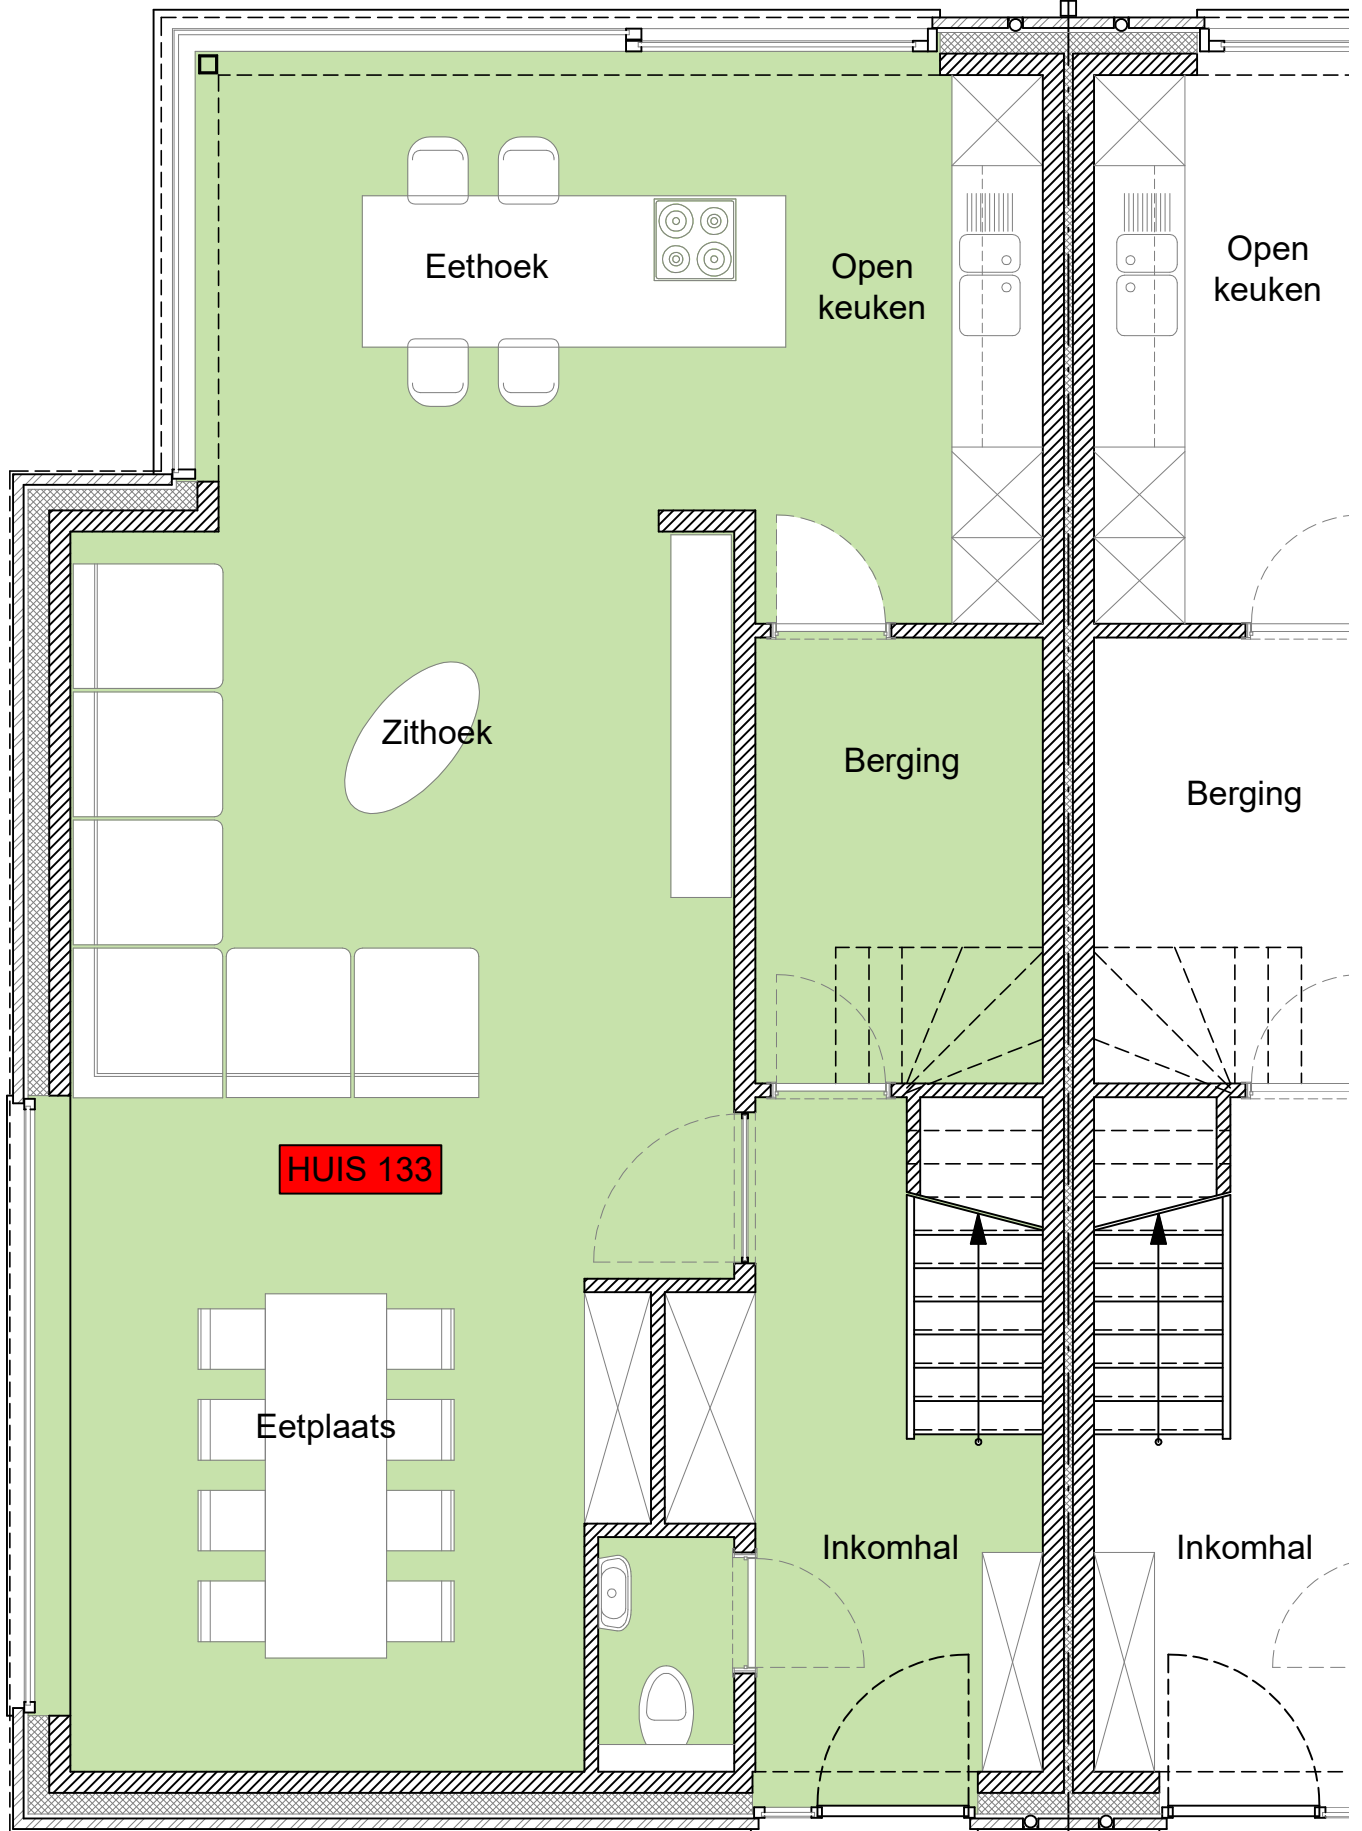 Eethoek
Open
keuken
Open
keuken
Zithoek
Berging
Berging
HUIS 133
Eetplaats
Inkomhal
Inkomhal